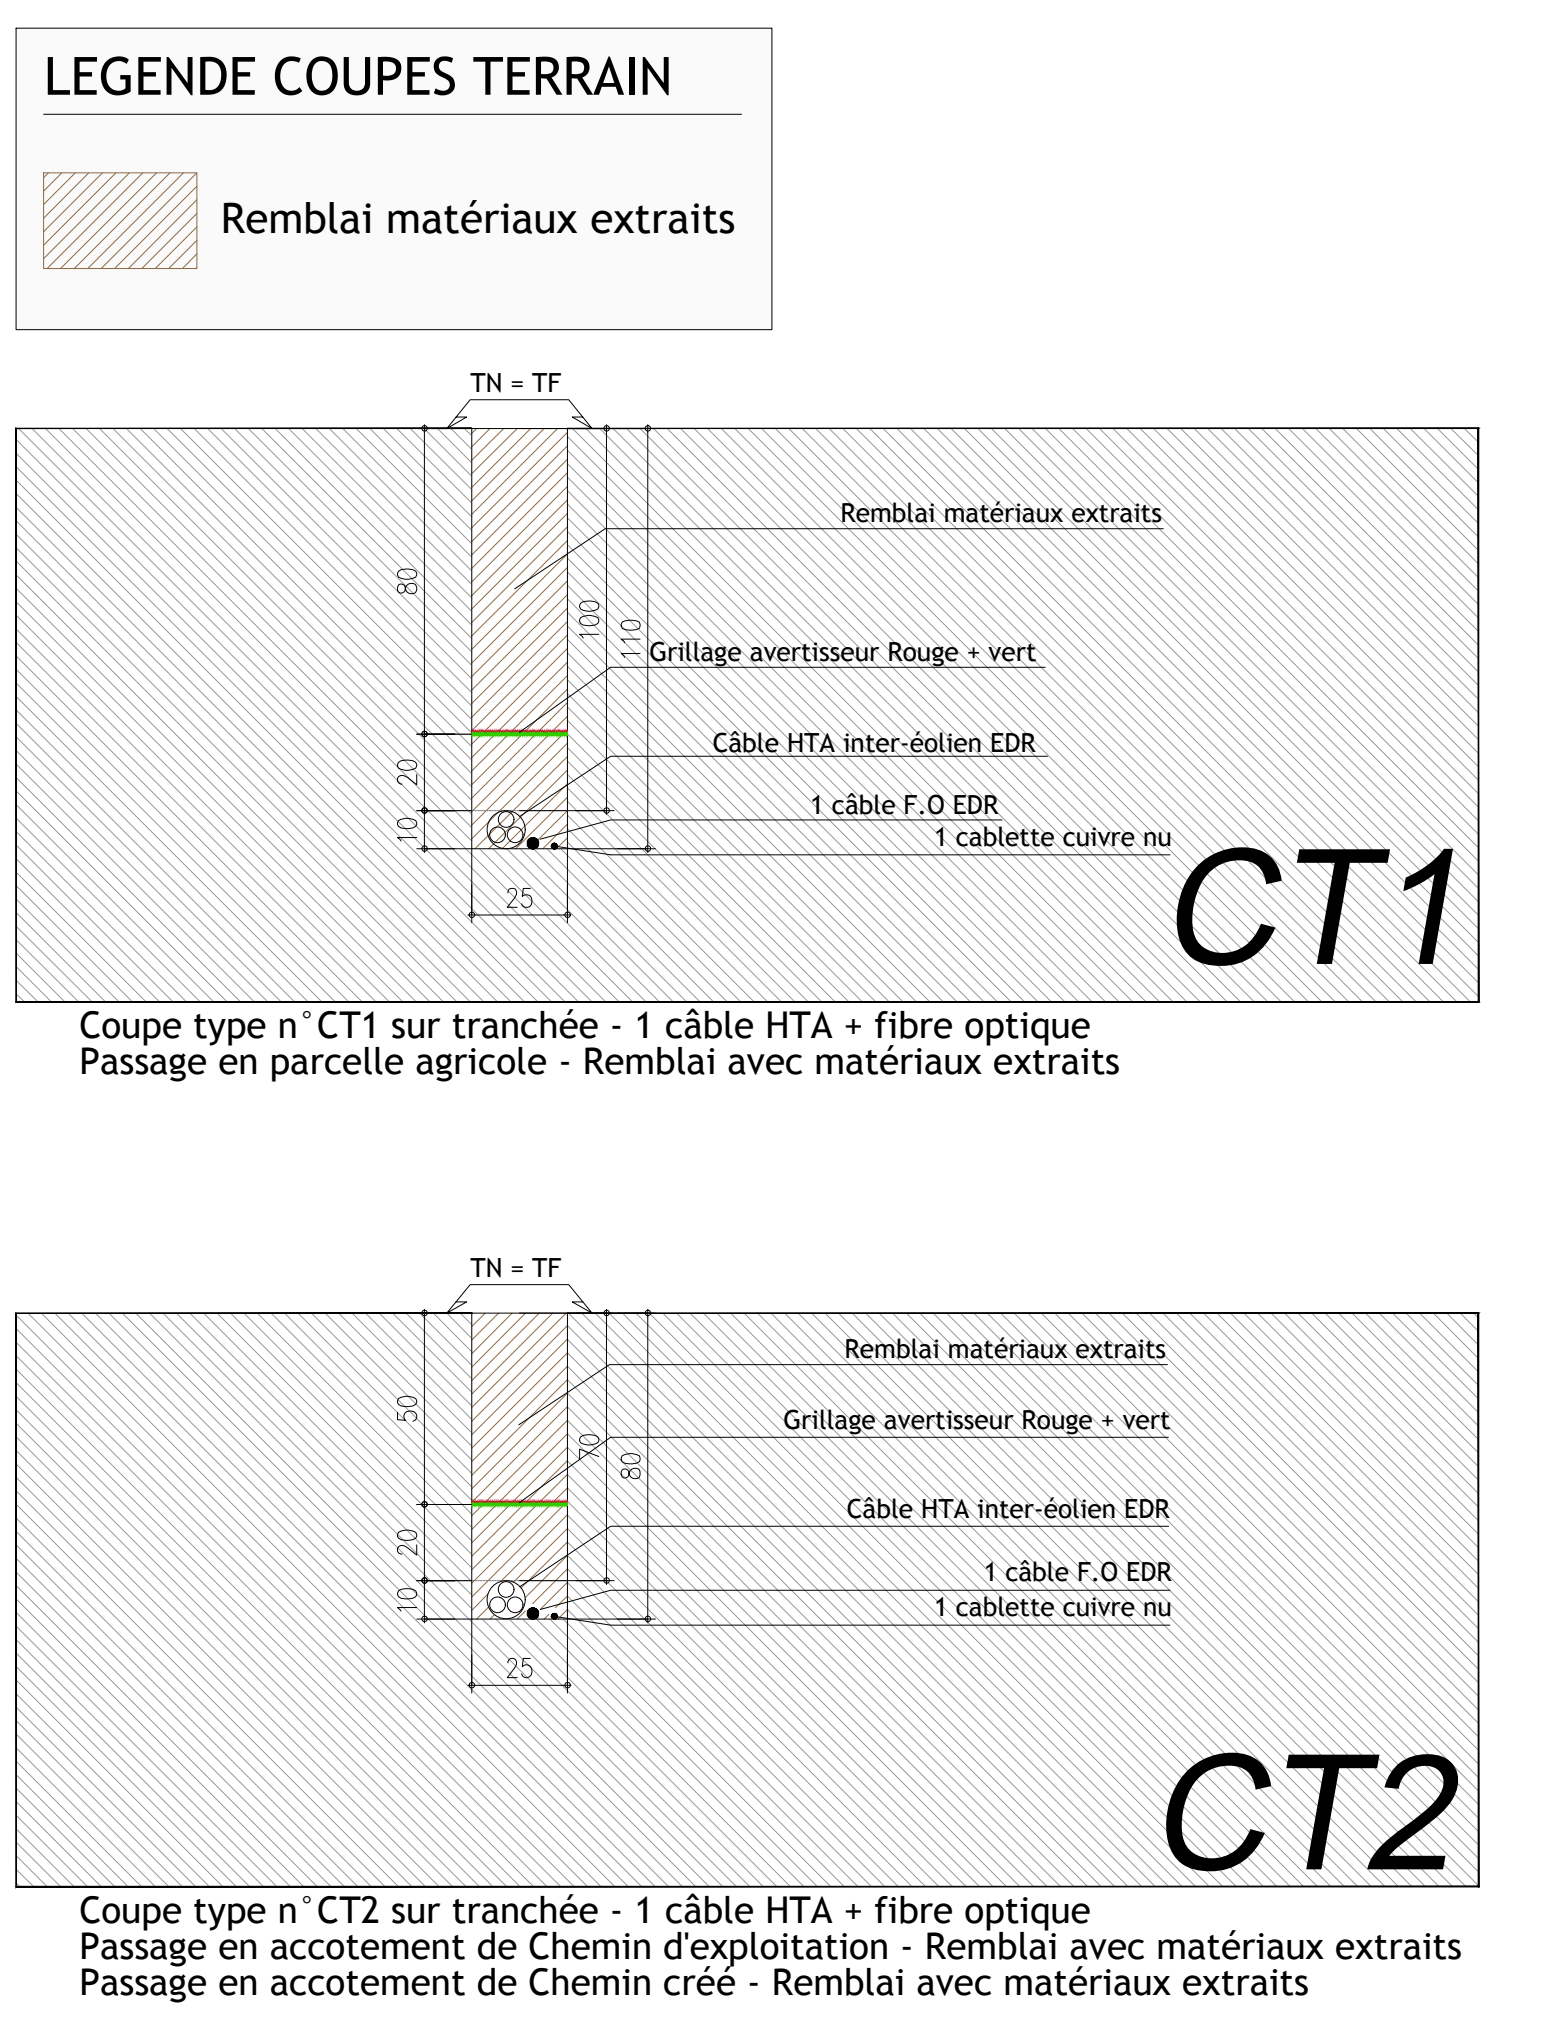 LEGENDE COUPES TERRAIN
Remblai matériaux extraits
TN = TF
Remblai matériaux extraits
80
100
110
Grillage avertisseur Rouge + vert
Câble HTA inter-éolien EDR
20
1 câble F.O EDR
10
1 cablette cuivre nu
25
CT1
Coupe type n°CT1 sur tranchée - 1 câble HTA + fibre optique
Passage en parcelle agricole - Remblai avec matériaux extraits
TN = TF
Remblai matériaux extraits
50
Grillage avertisseur Rouge + vert
70
80
Câble HTA inter-éolien EDR
20
1 câble F.O EDR
10
1 cablette cuivre nu
25
CT2
Coupe type n°CT2 sur tranchée - 1 câble HTA + fibre optique
Passage en accotement de Chemin d'exploitation - Remblai avec matériaux extraits
Passage en accotement de Chemin créé - Remblai avec matériaux extraits